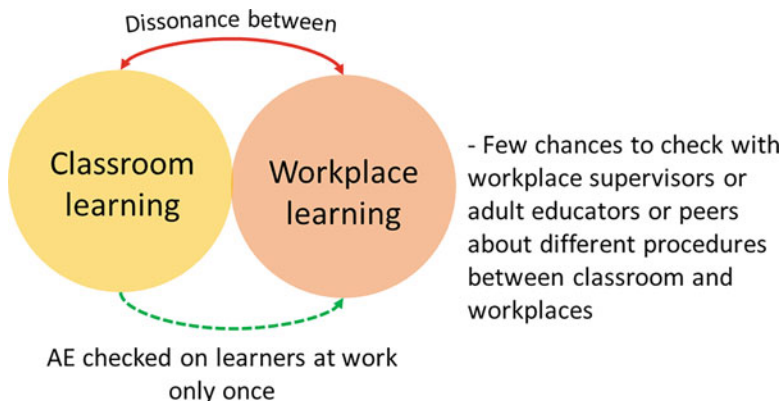 Dissonance between
Classroom
learning
Workplace
learning
- Few chances to check with
workplace supervisors or
adult educators or peers
about different procedures
between classroom and
workplaces
AE checked on learners at work
only once